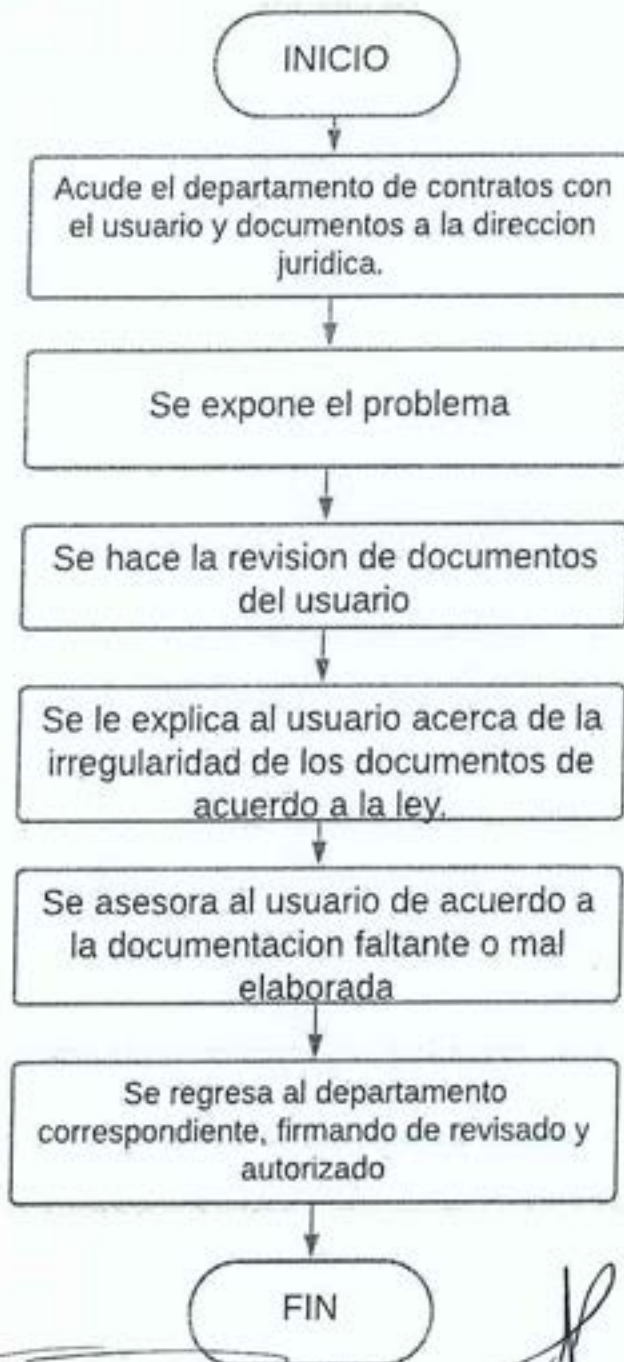 INICIO
Acude el departamento de contratos con
el usuario y documentos a la direccion
juridica.
Se expone el problema
Se hace la revision de documentos
del usuario
Se le explica al usuario acerca de la
irregularidad de los documentos de
acuerdo a la ley.
Se asesora al usuario de acuerdo a
la documentacion faltante o mal
elaborada
Se regresa al departamento
correspondiente, firmando de revisado y
autorizado
FIN